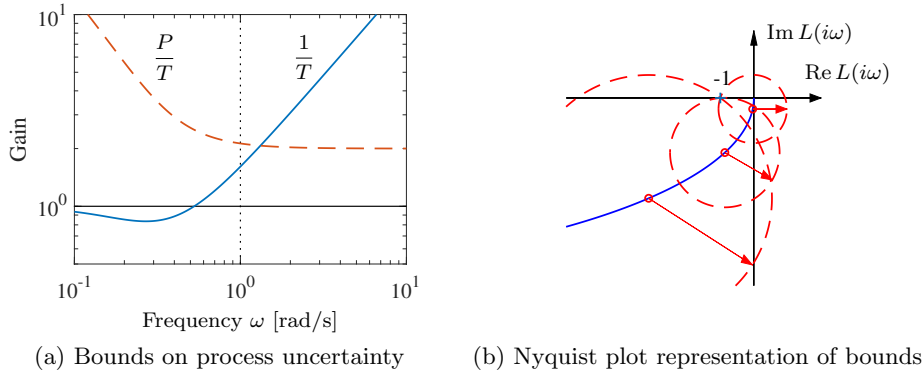 10^1
P/T
1/T
Gain
10^0
10^-1
10^0
10^1
Frequency ω [rad/s]
(a) Bounds on process uncertainty
Im L(iω)
Re L(iω)
-1
(b) Nyquist plot representation of bounds